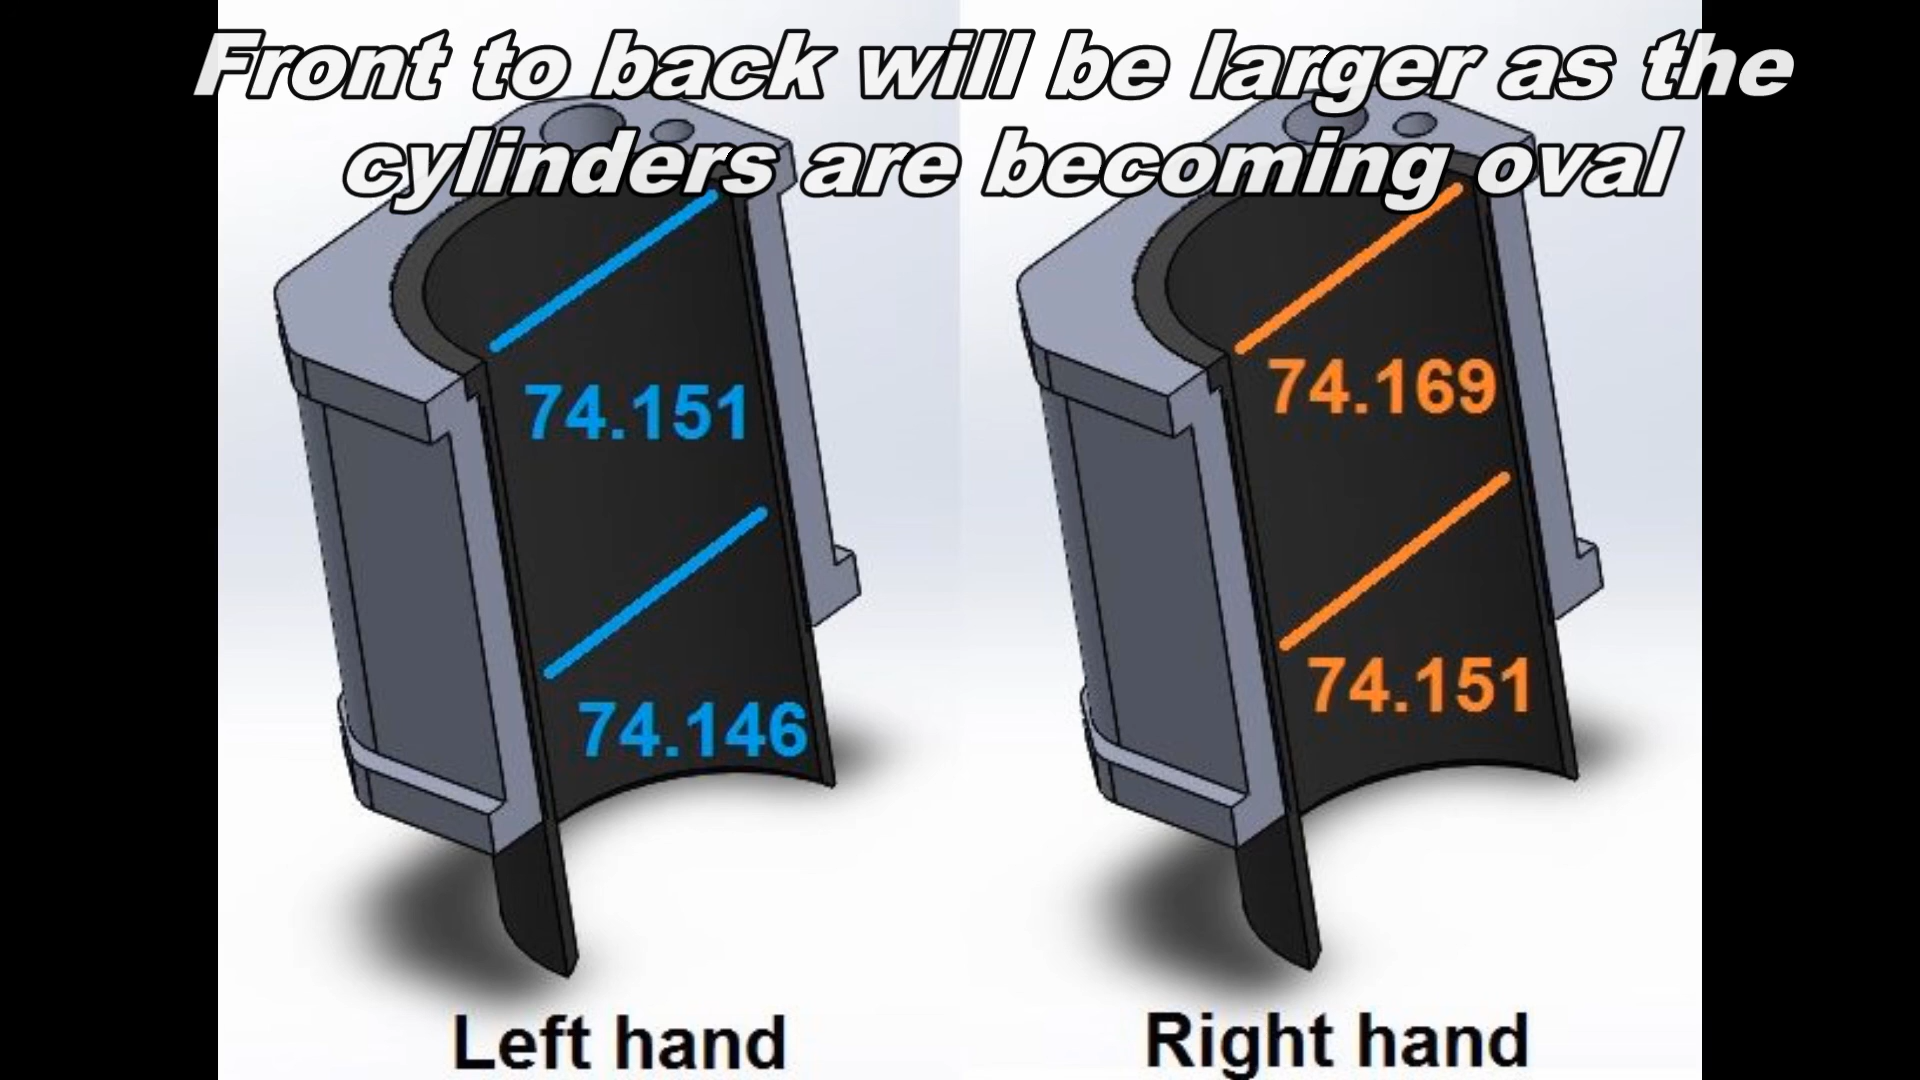 Front to back will be larger as the
cylinders are becoming oval
74.151
74.146
Left hand
74.169
74.151
Right hand